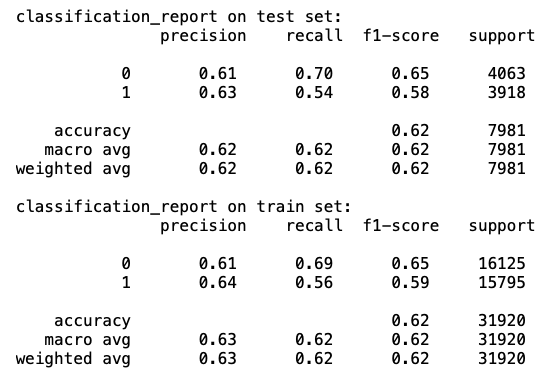 classification_report on test set:
precision recall f1-score support
0 0.61 0.70 0.65 4063
1 0.63 0.54 0.58 3918
accuracy 0.62 7981
macro avg 0.62 0.62 0.62 7981
weighted avg 0.62 0.62 0.62 7981
classification_report on train set:
precision recall f1-score support
0 0.61 0.69 0.65 16125
1 0.64 0.56 0.59 15795
accuracy 0.62 31920
macro avg 0.63 0.62 0.62 31920
weighted avg 0.63 0.62 0.62 31920